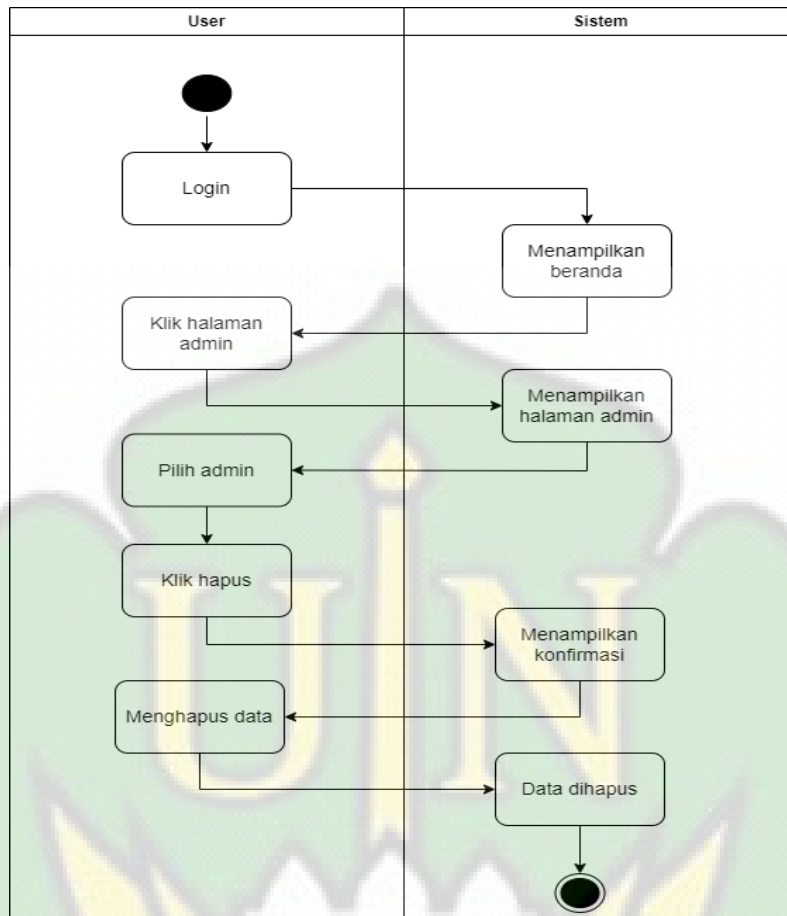 User
Sistem
Login
Menampilkan
beranda
Klik halaman
admin
Menampilkan
halaman admin
Pilih admin
Klik hapus
Menampilkan
konfirmasi
Menghapus data
Data dihapus
UIN